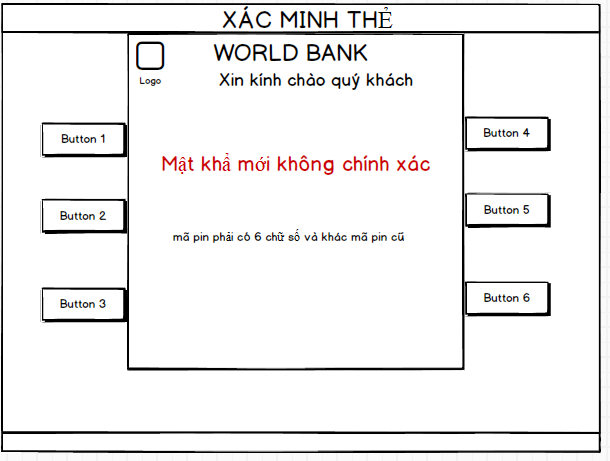 XÁC MINH THẺ
WORLD BANK
Logo
Xin kính chào quý khách
Button 1
Button 4
Mật khẩ mới không chính xác
Button 2
Button 5
mã pin phải có 6 chữ số và khác mã pin cũ
Button 3
Button 6